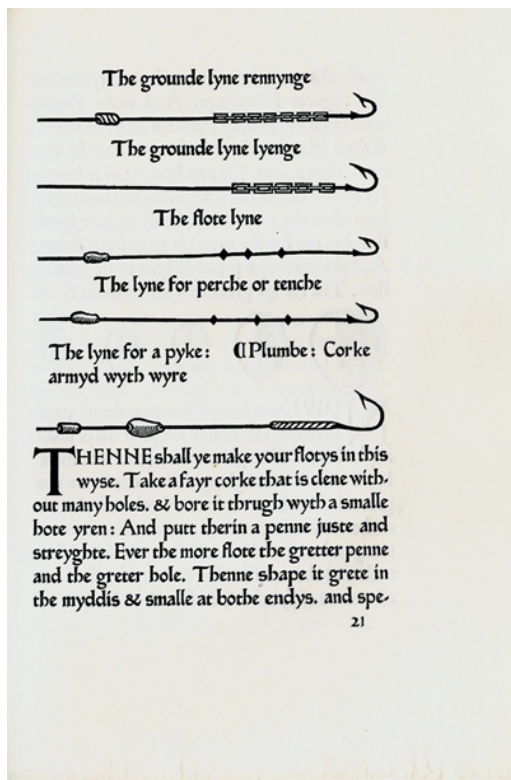 The grounde lyne rennynge
The grounde lyne lyenge
The flote lyne
The lyne for perche or tenche
The lyne for a pyke: ⁋Plumbe: Corke
armyd wyth wyre
THENNE shall ye make your flotys in this
wyse. Take a fayr corke that is clene with-
out many holes. & bore it thrugh wyth a smalle
hote yren: And putt therin a penne juste and
streyghte. Ever the more flote the gretter penne
and the greter hole. Thenne shape it grete in
the myddis & smalle at bothe endys. and spe-
21